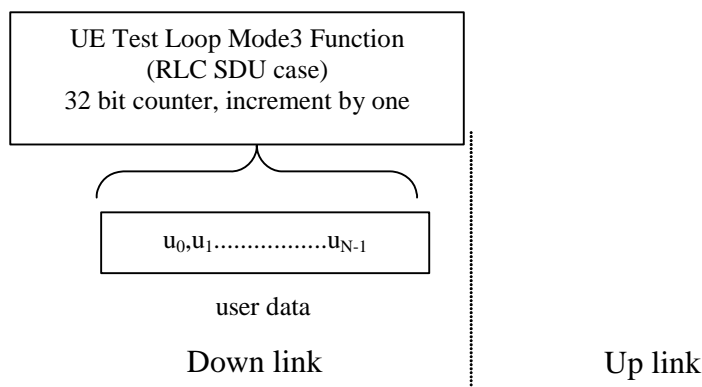 UE Test Loop Mode3 Function
(RLC SDU case)
32 bit counter, increment by one
u0,u1..................uN-1
user data
Down link
Up link